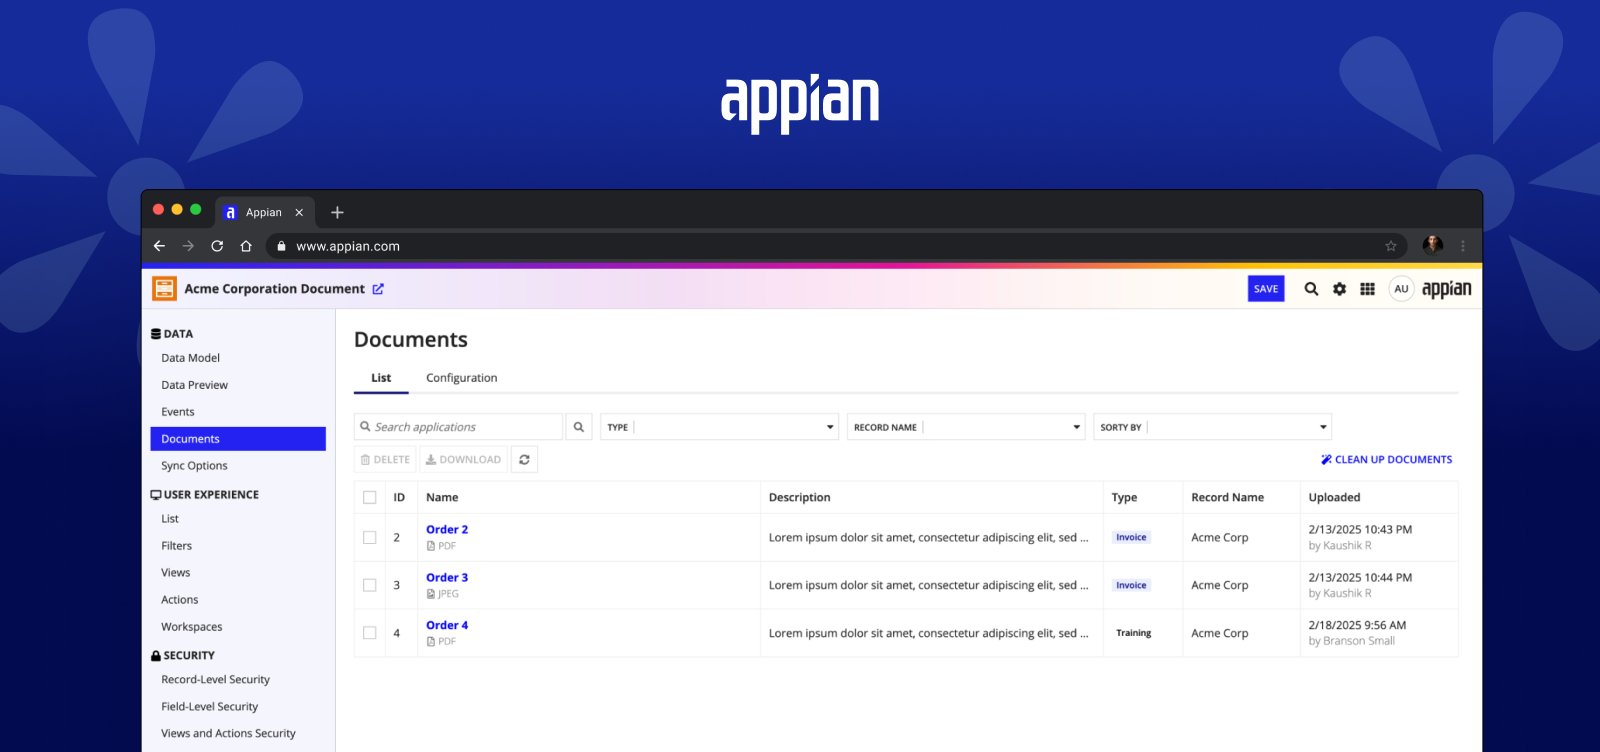 appian
a Appian
www.appian.com
Acme Corporation Document
SAVE
AU
appian
DATA
Data Model
Data Preview
Events
Documents
Sync Options
USER EXPERIENCE
List
Filters
Views
Actions
Workspaces
SECURITY
Record-Level Security
Field-Level Security
Views and Actions Security
Documents
List Configuration
Search applications
TYPE
RECORD NAME
SORTY BY
DELETE DOWNLOAD
CLEAN UP DOCUMENTS
ID Name Description Type Record Name Uploaded
2 Order 2 Lorem ipsum dolor sit amet, consectetur adipiscing elit, sed ... Invoice Acme Corp 2/13/2025 10:43 PM
PDF by Kaushik R
3 Order 3 Lorem ipsum dolor sit amet, consectetur adipiscing elit, sed ... Invoice Acme Corp 2/13/2025 10:44 PM
JPEG by Kaushik R
4 Order 4 Lorem ipsum dolor sit amet, consectetur adipiscing elit, sed ... Training Acme Corp 2/18/2025 9:56 AM
PDF by Branson Small